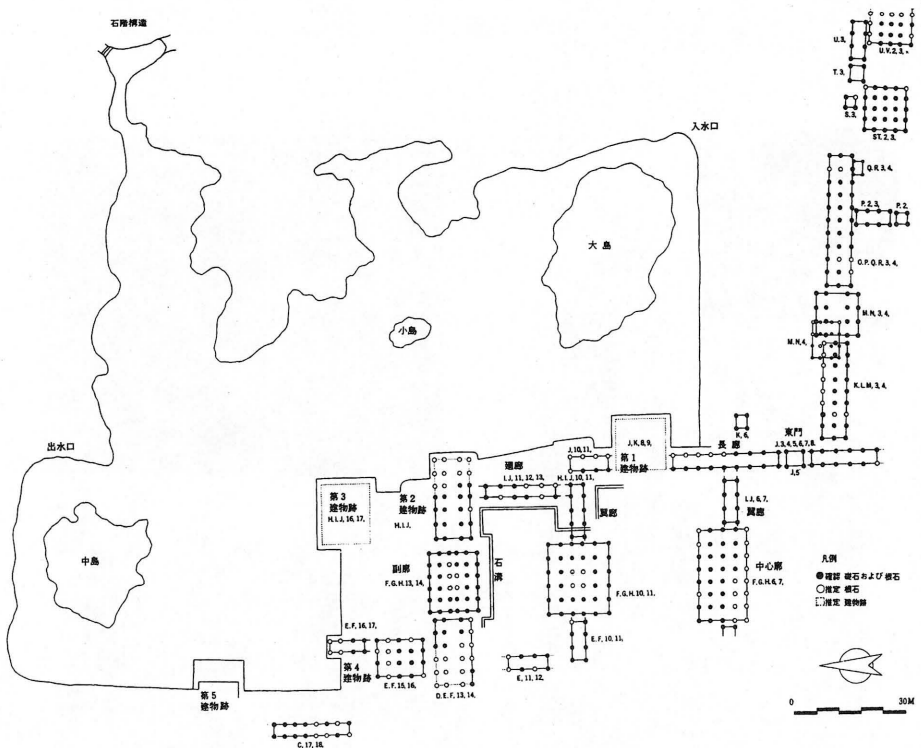 石階構造
U.3.
U.V.2,3.
T.3.
S.3.
ST.2,3.
入水口
Q.R.3,4.
P.2,3.
P.2.
大島
O.P.Q.R.3,4.
小島
M.N.3,4.
M.N.4.
K.L.M.3,4.
K.6.
出水口
長廊
東門
J.3,4,5,6,7,8.
J.5
J.K.8,9.
第1
建物跡
J.10,11.
廻廊
I.J.11,12,13.
H.I.J.10,11.
第3
建物跡
H.I.J.16,17.
第2
建物跡
H.I.J.
I.J.6,7.
翼廊
翼廊
石溝
副廊
F.G.H.13,14.
中島
F.G.H.10,11.
中心廊
F.G.H.6,7.
凡例
確認 礎石および根石
推定 根石
推定 建物跡
E.F.16,17.
E.F.10,11.
第4
建物跡
E.F.15,16.
D.E.F.13,14.
E.11,12.
第5
建物跡
C.17,18.
0 30M